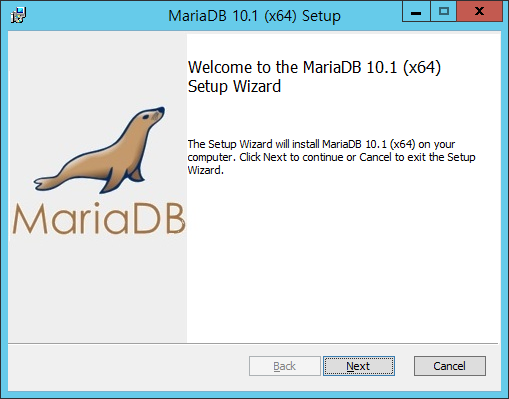 MariaDB 10.1 (x64) Setup
Welcome to the MariaDB 10.1 (x64)
Setup Wizard
The Setup Wizard will install MariaDB 10.1 (x64) on your
computer. Click Next to continue or Cancel to exit the Setup
Wizard.
MariaDB
Back
Next
Cancel